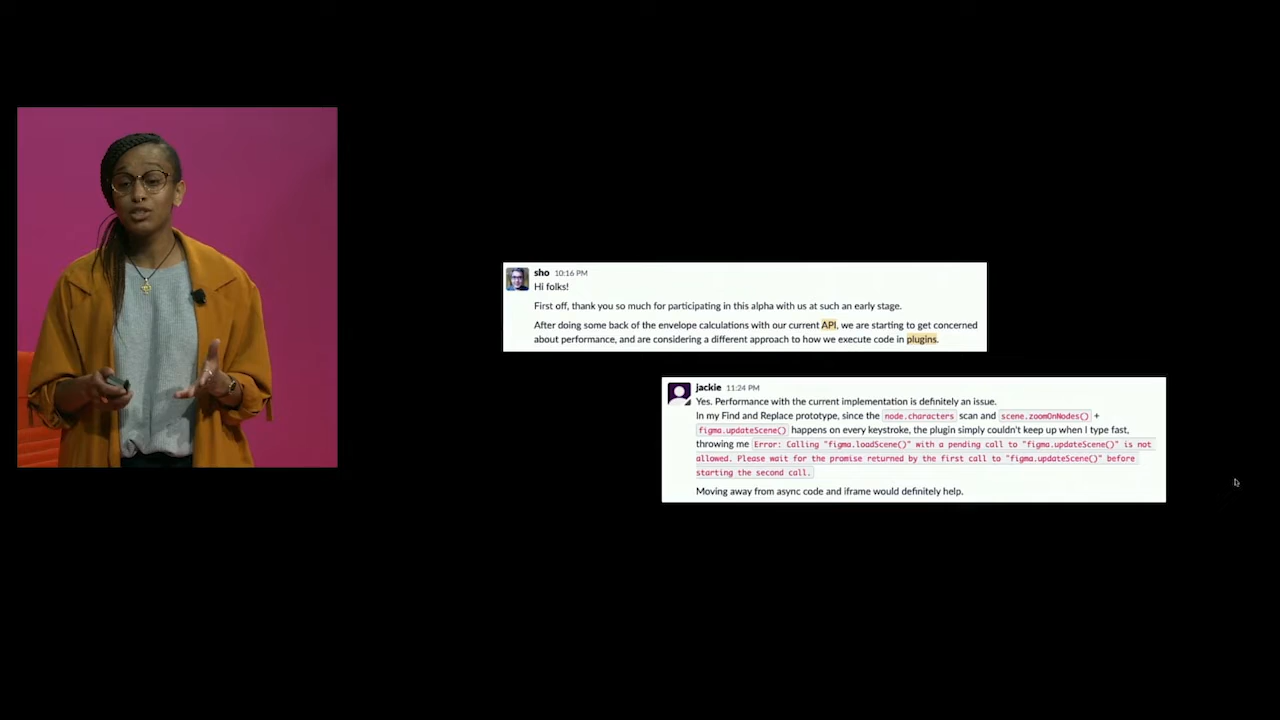 sho 10:16 PM
Hi folks!
First off, thank you so much for participating in this alpha with us at such an early stage.
After doing some back of the envelope calculations with our current API, we are starting to get concerned
about performance, and are considering a different approach to how we execute code in plugins.
jackie 11:24 PM
Yes. Performance with the current implementation is definitely an issue.
In my Find and Replace prototype, since the node.characters scan and scene.zoomOnNodes() +
figma.updateScene() happens on every keystroke, the plugin simply couldn't keep up when I type fast,
throwing me Error: Calling "figma.loadScene()" with a pending call to "figma.updateScene()" is not
allowed. Please wait for the promise returned by the first call to "figma.updateScene()" before
starting the second call.
Moving away from async code and iframe would definitely help.